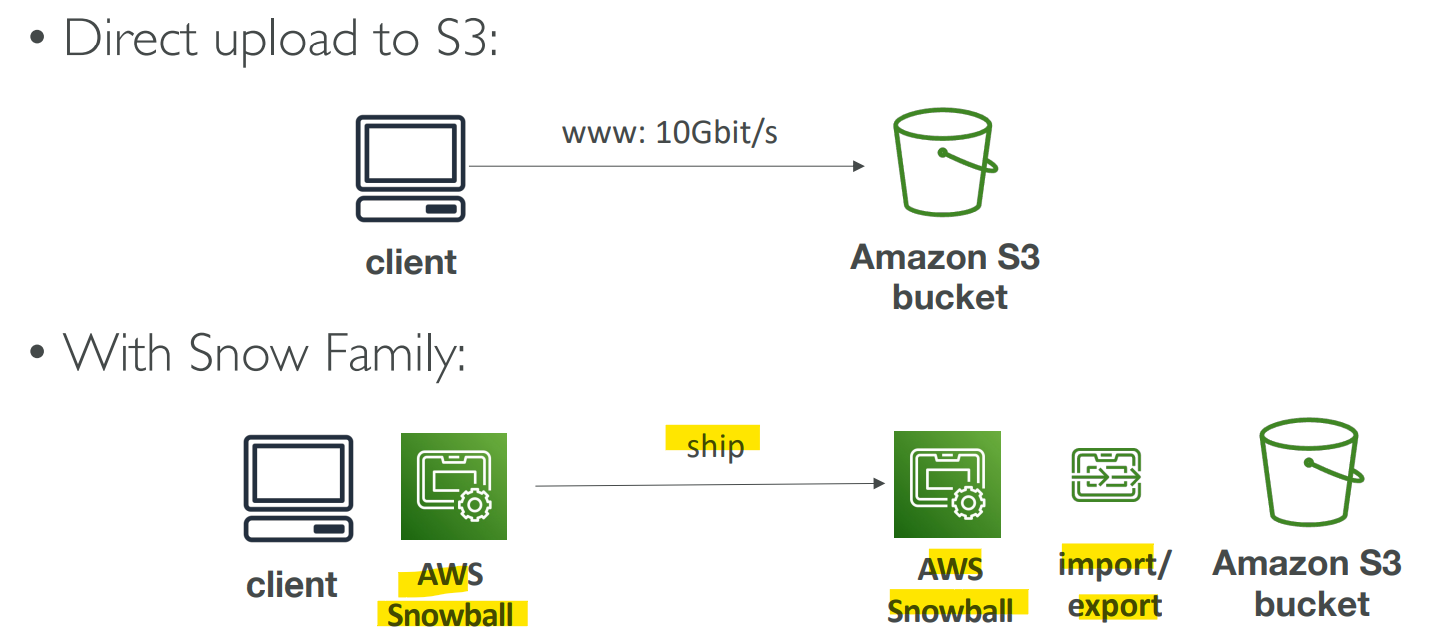 • Direct upload to S3:
www: 10Gbit/s
client
Amazon S3
bucket
• With Snow Family:
ship
client
AWS
Snowball
AWS
Snowball
import/
export
Amazon S3
bucket